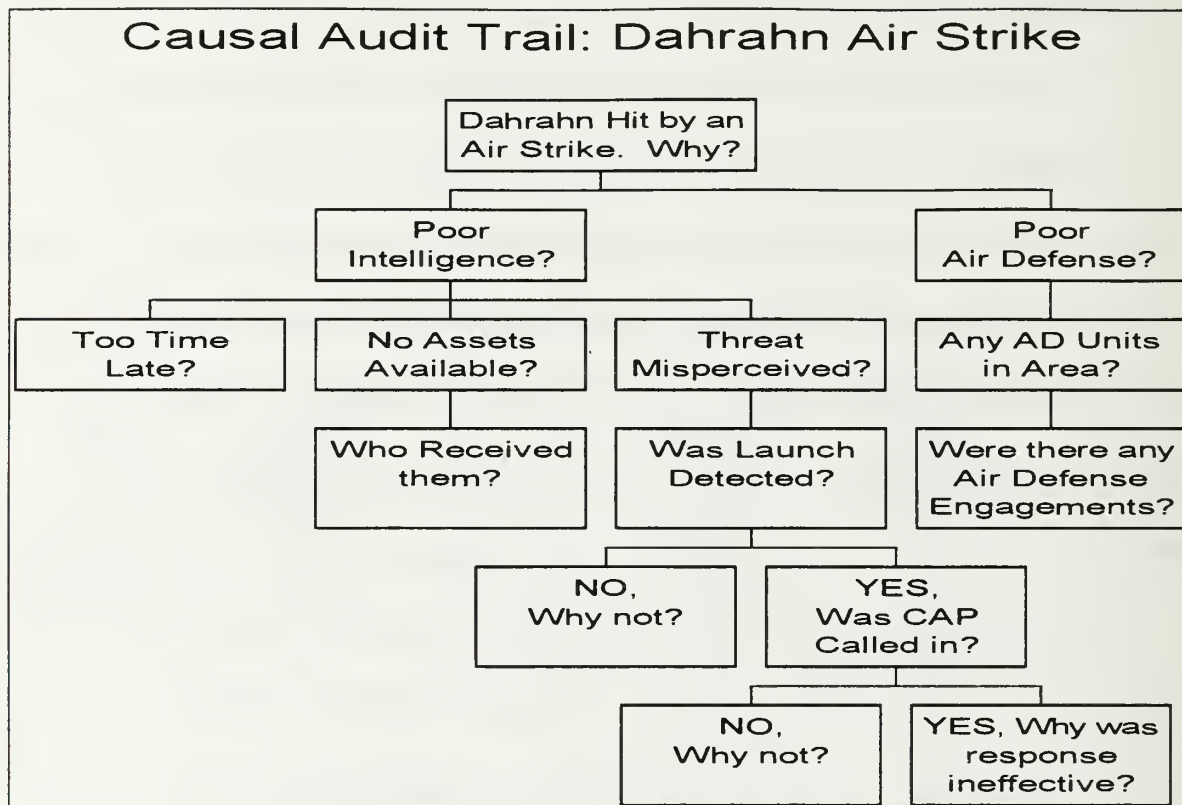 Causal Audit Trail: Dahrahn Air Strike
Dahrahn Hit by an
Air Strike. Why?
Poor
Intelligence?
Poor
Air Defense?
Too Time
Late?
No Assets
Available?
Threat
Misperceived?
Any AD Units
in Area?
Who Received
them?
Was Launch
Detected?
Were there any
Air Defense
Engagements?
NO,
Why not?
YES,
Was CAP
Called in?
NO,
Why not?
YES, Why was
response
ineffective?